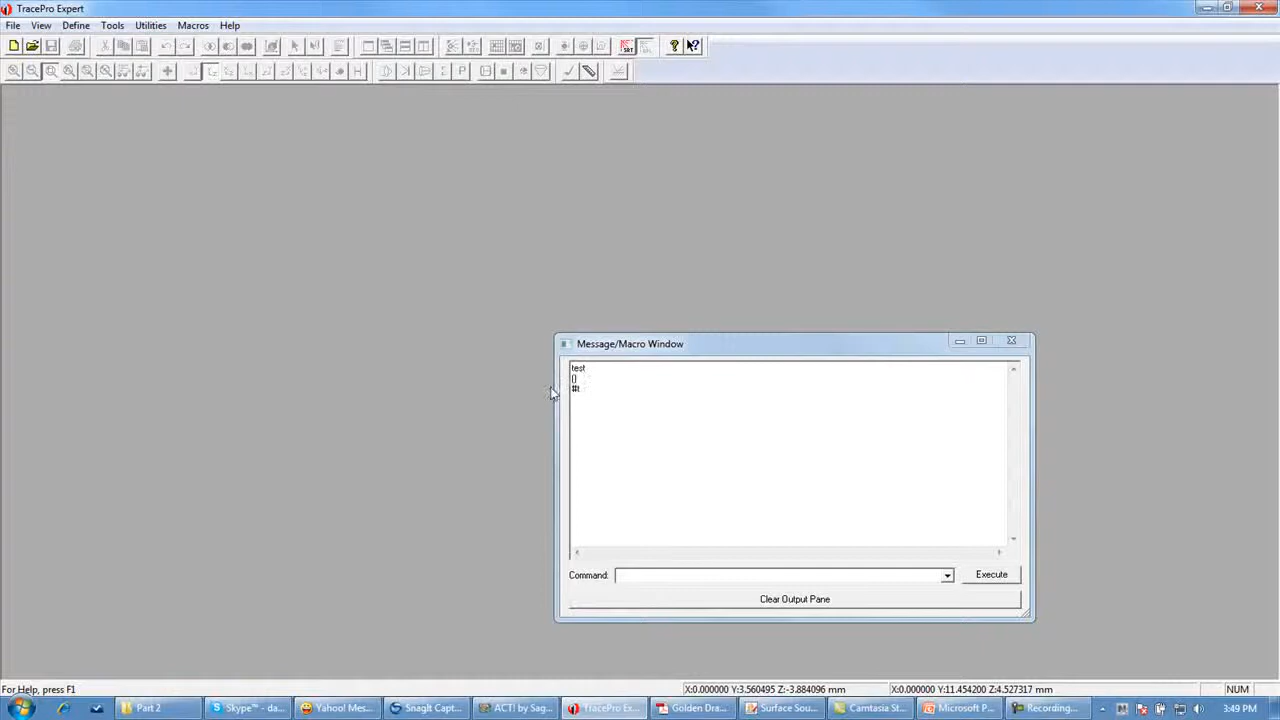 TracePro Expert
File View Define Tools Utilities Macros Help
Message/Macro Window
test
()
#t
Command:
Execute
Clear Output Pane
For Help, press F1
X:0.000000 Y:3.560495 Z:-3.884096 mm
X:0.000000 Y:11.454200 Z:4.527317 mm
NUM
Part 2
Skype™ - da...
Yahoo! Mes...
SnagIt Capt...
ACT! by Sag...
TracePro Ex...
Golden Dra...
Surface Sou...
Camtasia St...
Microsoft P...
Recording...
3:49 PM